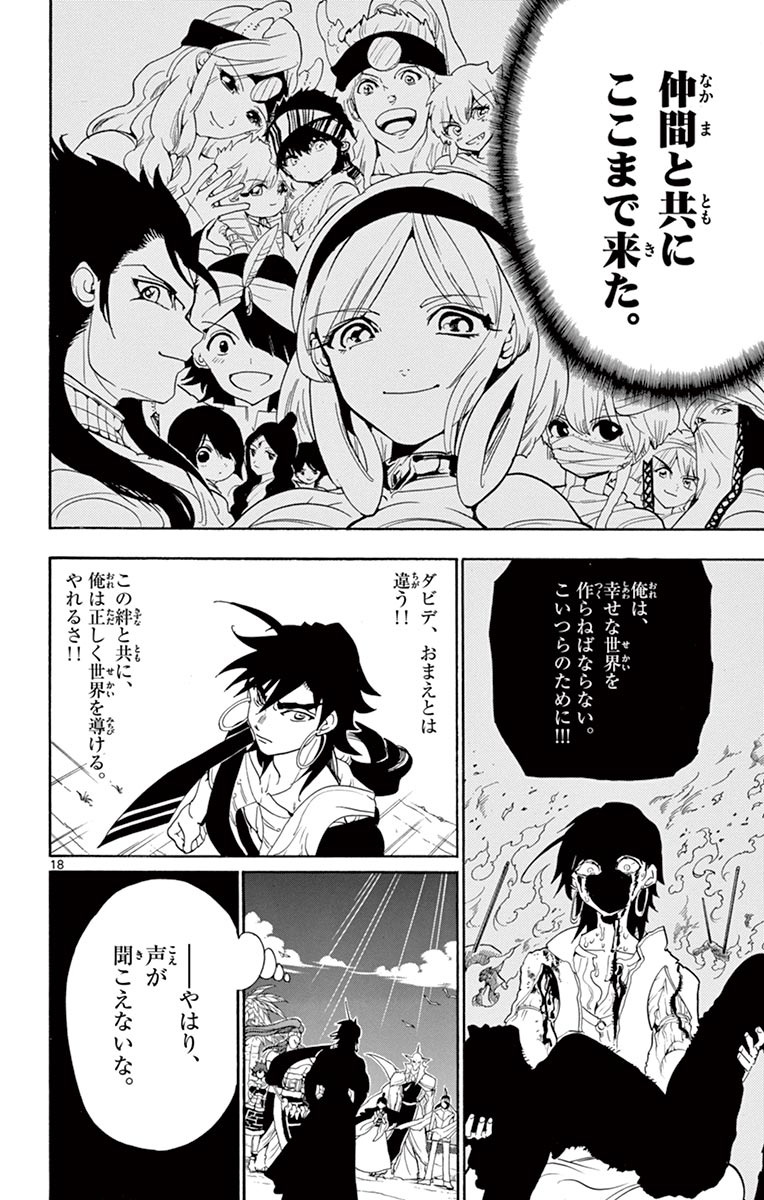 仲間と共に
ここまで来た。
俺は、
幸せな世界を
作らねばならない。
こいつらのために!!!
ダビデ、おまえとは
違う!!
この絆と共に、
俺は正しく世界を導ける。
やれるさ!!
──やはり、
声が
聞こえないな。
18